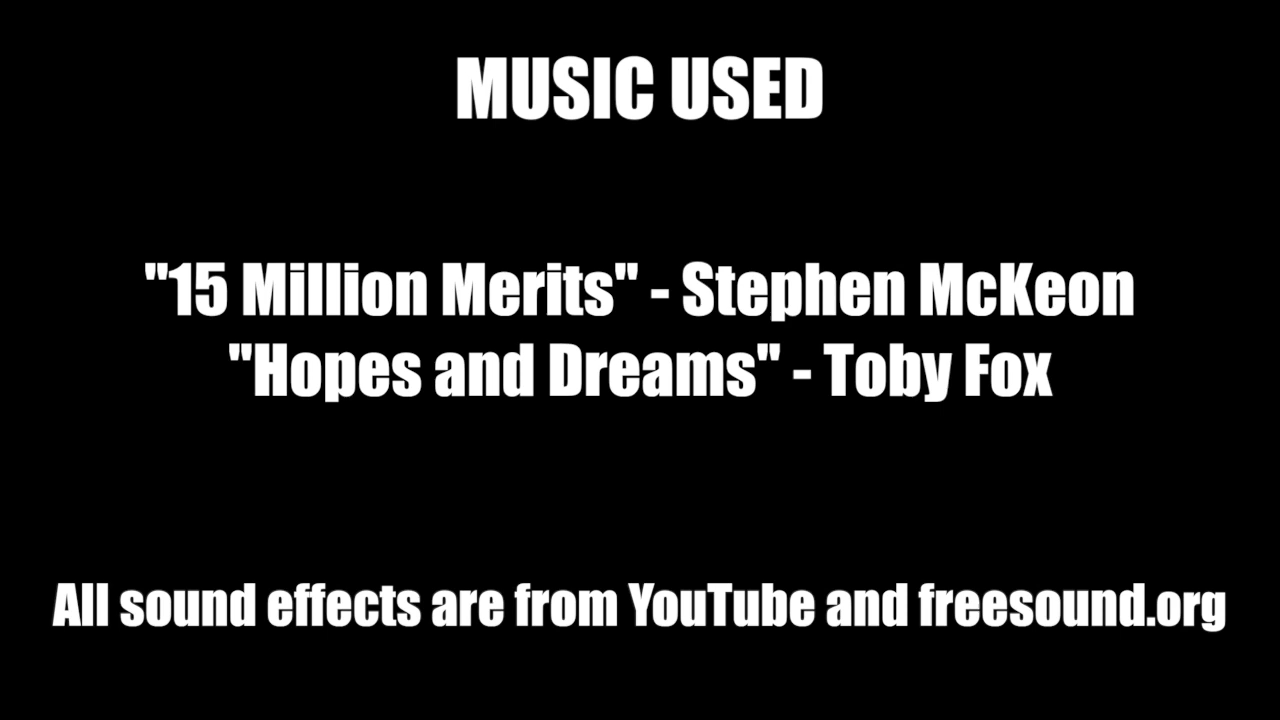 MUSIC USED
"15 Million Merits" - Stephen McKeon
"Hopes and Dreams" - Toby Fox
All sound effects are from YouTube and freesound.org